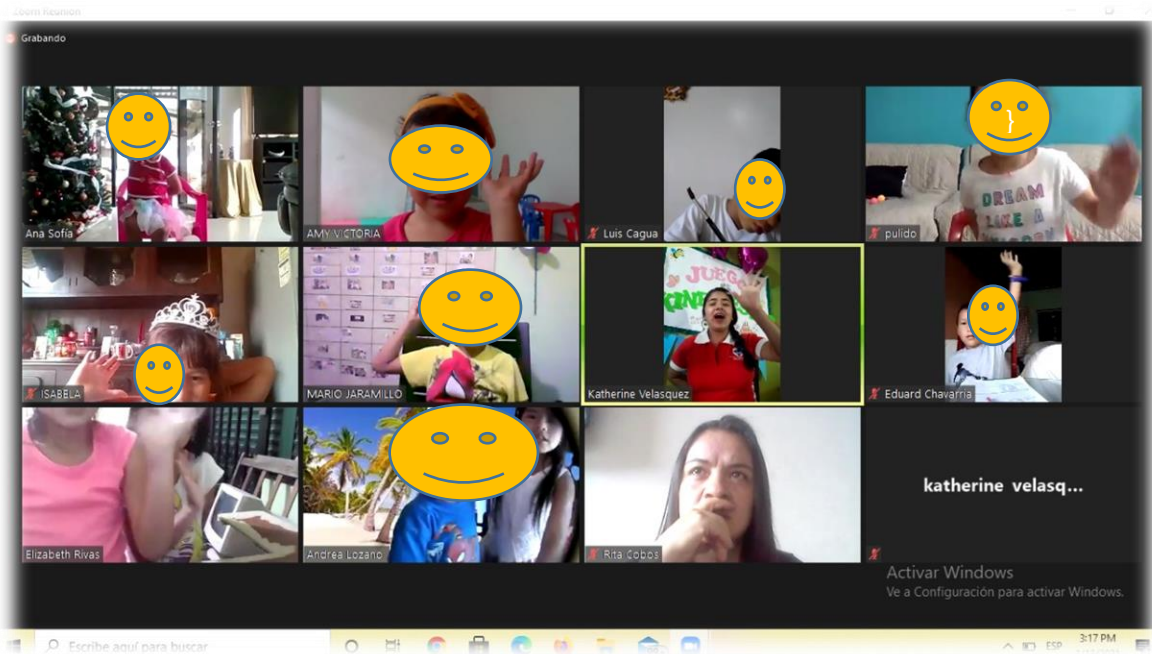 Zoom Reunión
Grabando
Ana Sofía
AMY VICTORIA
Luis Cagua
}
DREAM
LIKE A
pulido
ISABELA
MARIO JARAMILLO
JUEGO
Katherine Velasquez
Eduard Chavarria
Elizabeth Rivas
Andrea Lozano
Rita Cobos
katherine velasq...
Activar Windows
Ve a Configuración para activar Windows.
Escribe aquí para buscar
ESP
3:17 PM